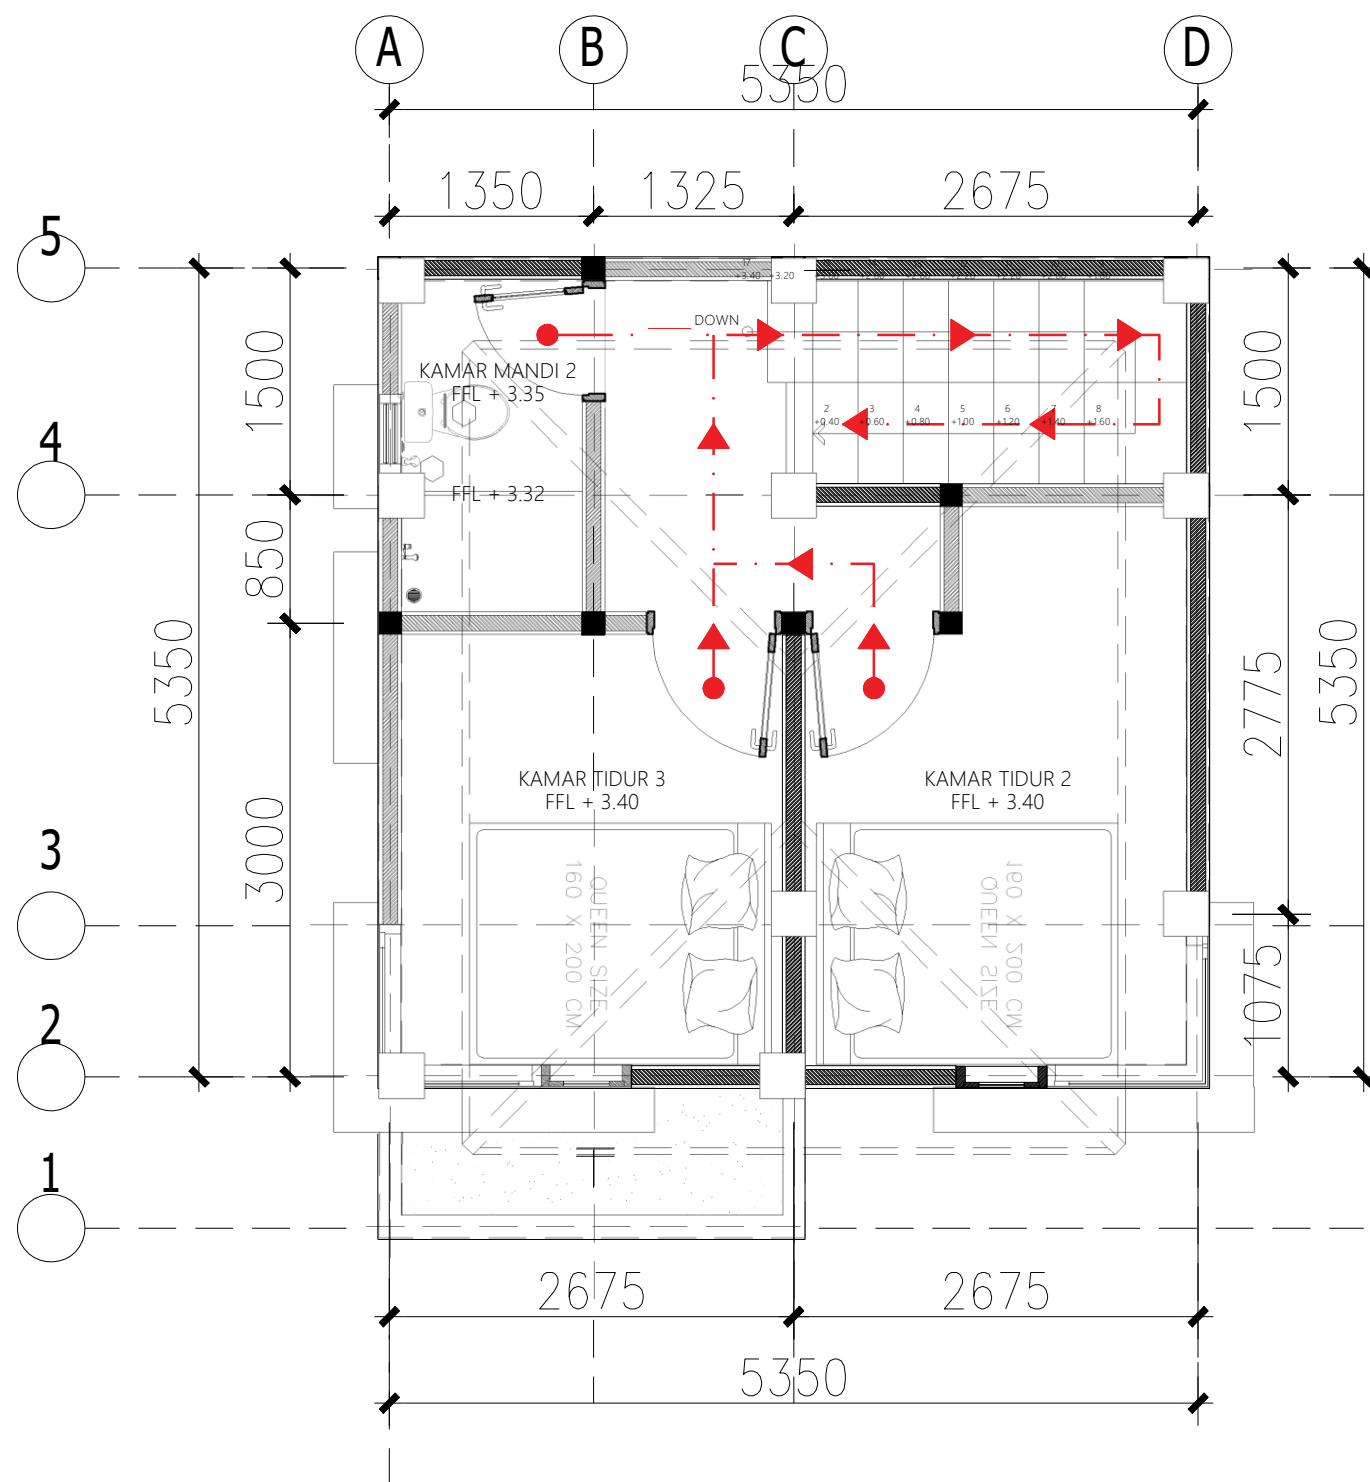 A B C D
5350
1350 1325 2675
5
17
+3.40 +3.20
DOWN
KAMAR MANDI 2
FFL + 3.35
1500
1500
2 3 4 5 6 7 8
+0.40 +0.60 +0.80 +1.00 +1.20 +1.40 +1.60
4
FFL + 3.32
850
5350
2775
5350
KAMAR TIDUR 3
FFL + 3.40
KAMAR TIDUR 2
FFL + 3.40
3000
3
QUEEN SIZE
160 X 200 CM
QUEEN SIZE
160 X 200 CM
1075
2
1
2675 2675
5350